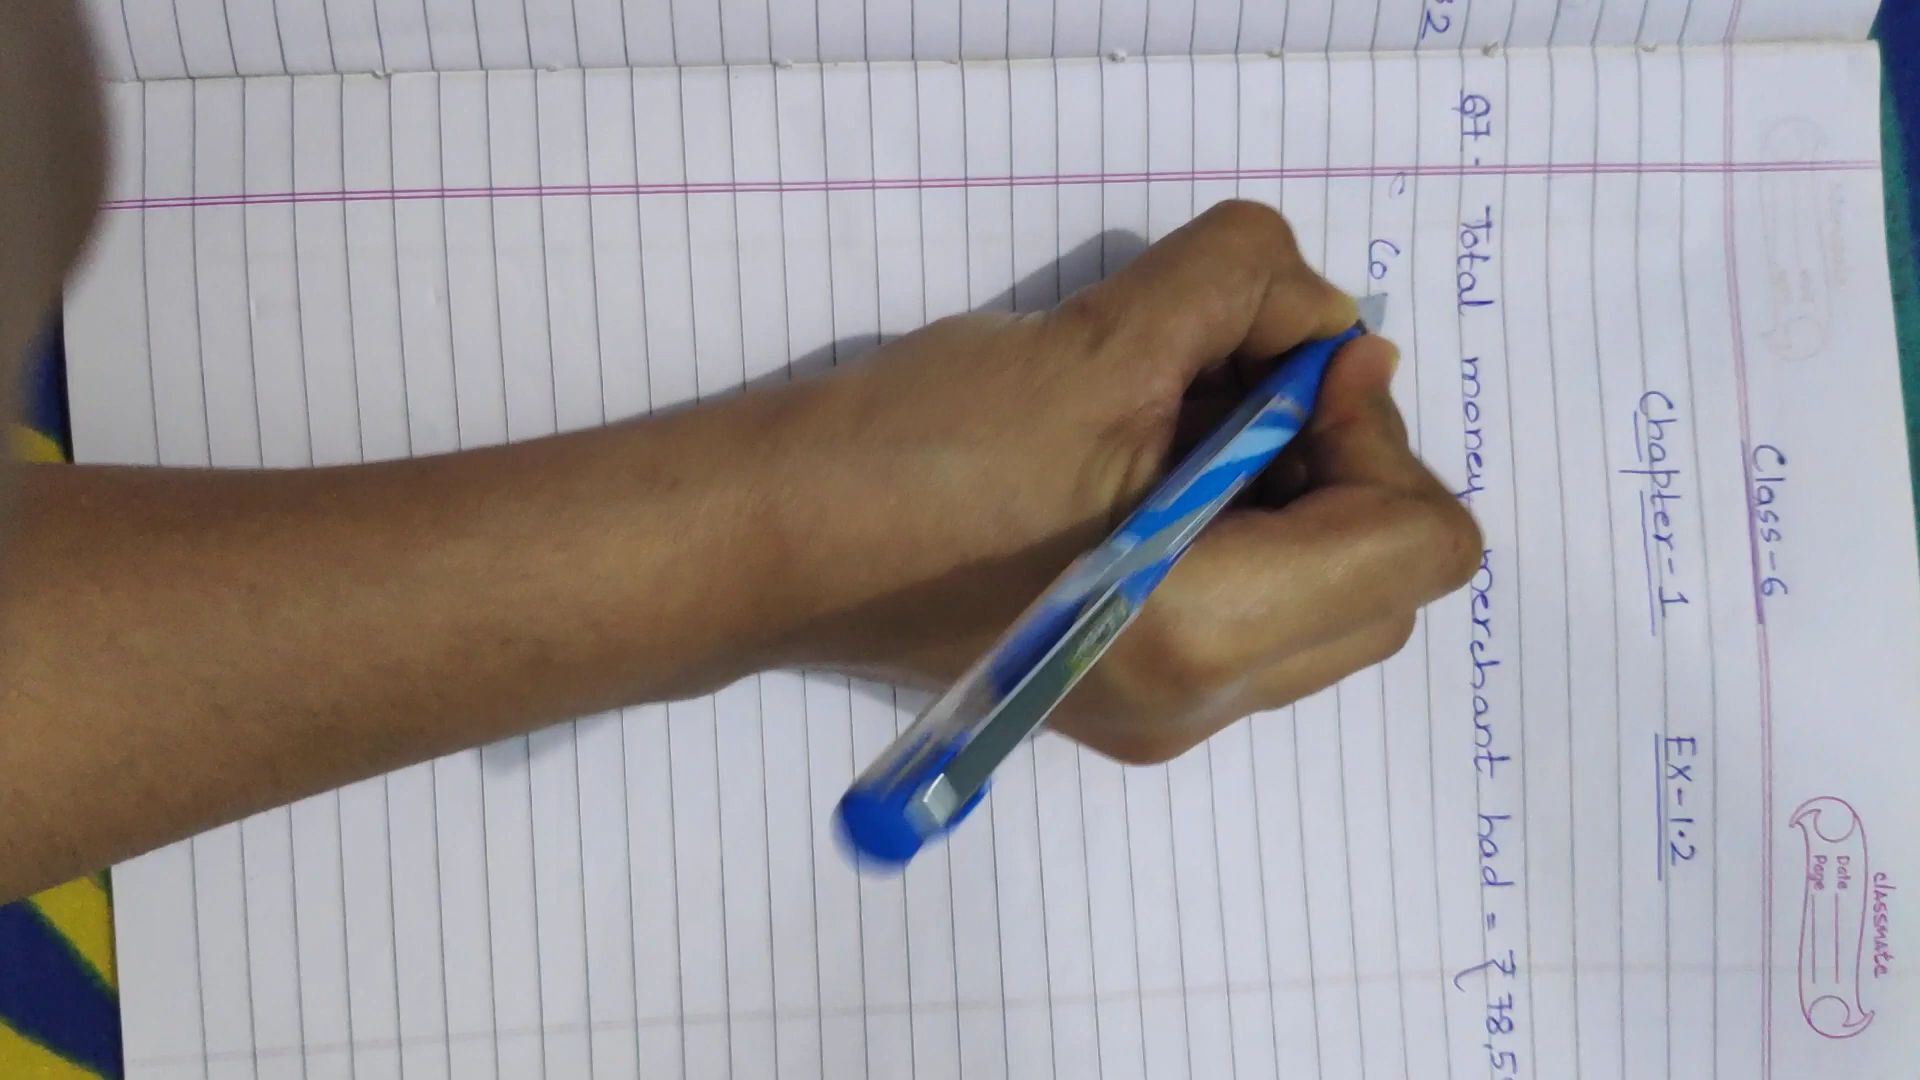 classmate
Date
Page
Class-6
Chapter-1 Ex-1.2
Q7. Total money merchant had = ₹ 78,5
Co